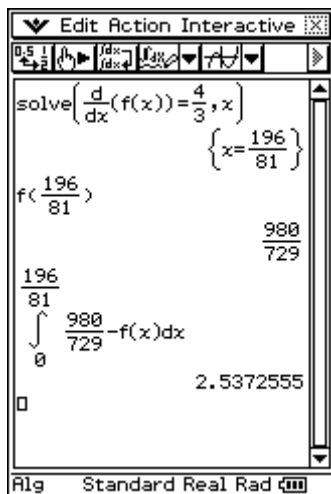 Edit Action Interactive
solve(d/dx(f(x))=4/3,x)
{x=196/81}
f(196/81)
980/729
∫₀^(196/81) 980/729-f(x)dx
2.5372555
Alg Standard Real Rad